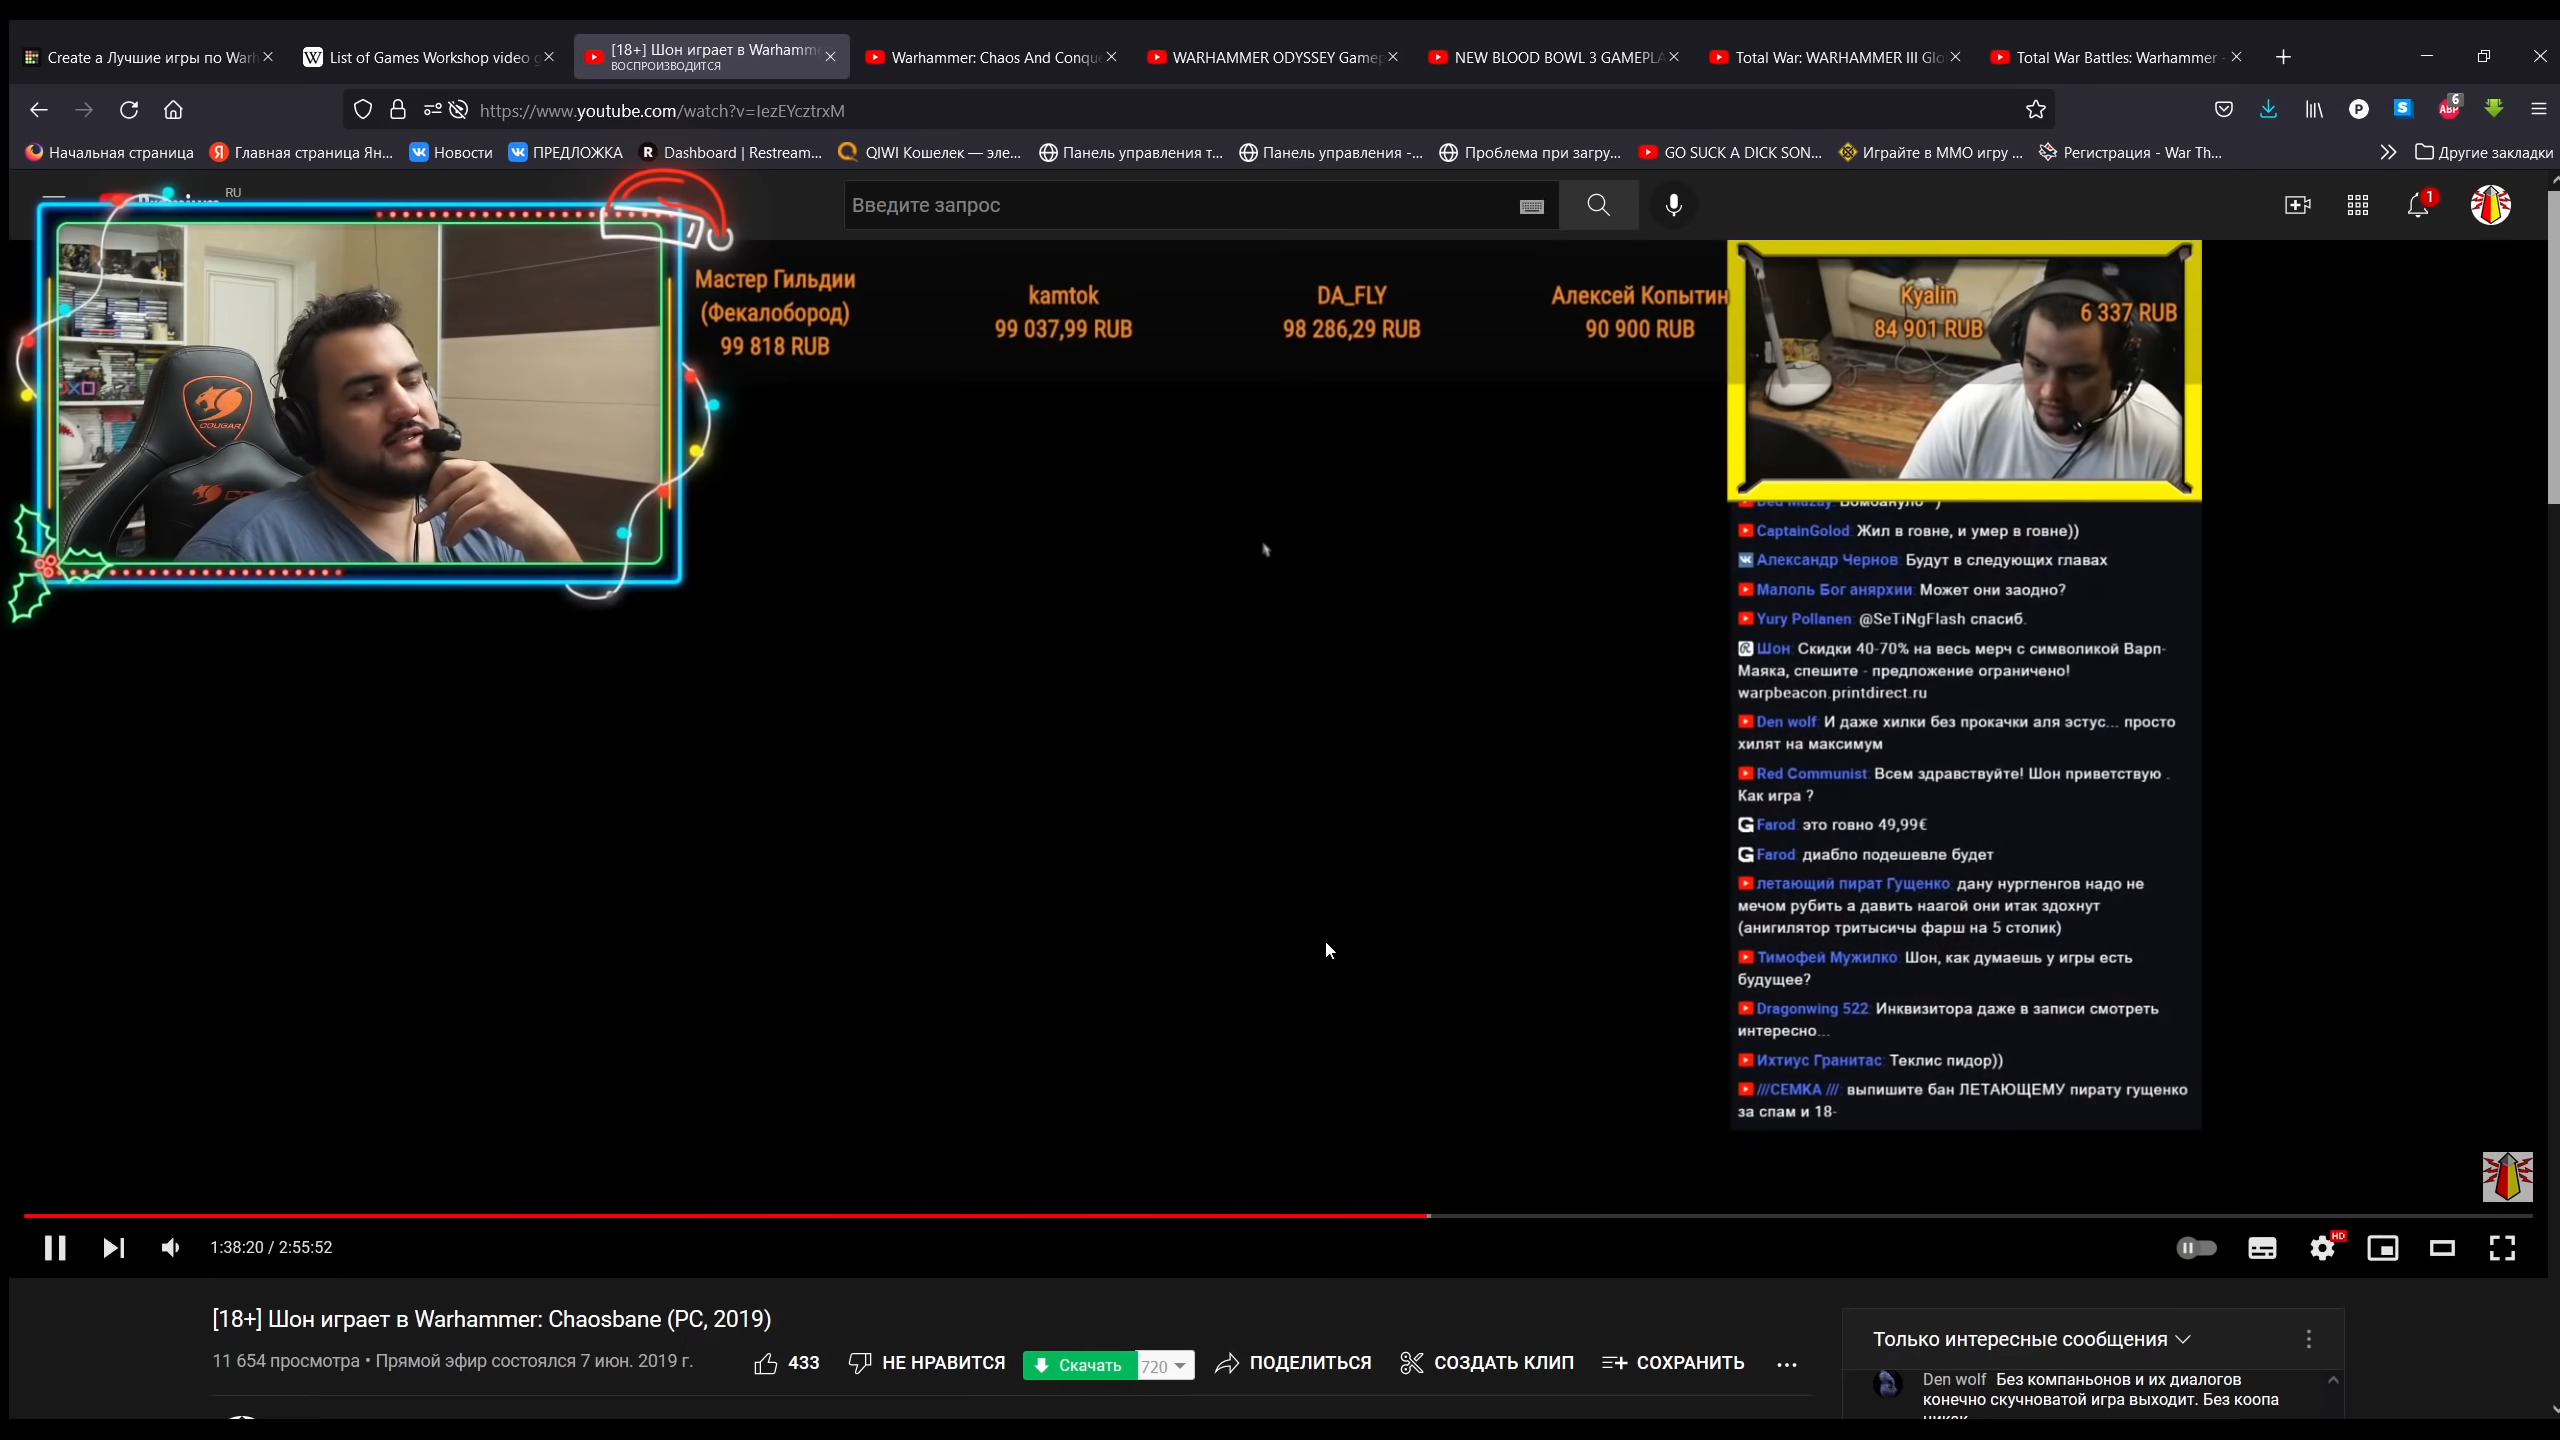 Create a Лучшие игры по Warh
List of Games Workshop video g
[18+] Шон играет в Warhamme
ВОСПРОИЗВОДИТСЯ
Warhammer: Chaos And Conque
WARHAMMER ODYSSEY Gamep
NEW BLOOD BOWL 3 GAMEPLA
Total War: WARHAMMER III Glo
Total War Battles: Warhammer -
https://www.youtube.com/watch?v=IezEYcztrxM
6
ABP
Начальная страница
Главная страница Ян...
Новости
ПРЕДЛОЖКА
Dashboard | Restream...
QIWI Кошелек — эле...
Панель управления т...
Панель управления -...
Проблема при загру...
GO SUCK A DICK SON...
Играйте в ММО игру ...
Регистрация - War Th...
Другие закладки
RU
Введите запрос
1
COUGAR
Мастер Гильдии
(Фекалобород)
99 818 RUB
kamtok
99 037,99 RUB
DA_FLY
98 286,29 RUB
Алексей Копытин
90 900 RUB
Kyalin
84 901 RUB
6 337 RUB
CaptainGolod: Жил в говне, и умер в говне))
Александр Чернов: Будут в следующих главах
Малоль Бог анярхии: Может они заодно?
Yury Pollanen: @SeTiNgFlash спасиб.
Шон: Скидки 40-70% на весь мерч с символикой Варп-
Маяка, спешите - предложение ограничено!
warpbeacon.printdirect.ru
Den wolf: И даже хилки без прокачки аля эстус... просто
хилят на максимум
Red Communist: Всем здравствуйте! Шон приветствую .
Как игра ?
Farod: это говно 49,99€
Farod: диабло подешевле будет
летающий пират Гущенко: дану нургленгов надо не
мечом рубить а давить наагой они итак здохнут
(анигилятор тритысичы фарш на 5 столик)
Тимофей Мужилко: Шон, как думаешь у игры есть
будущее?
Dragonwing 522: Инквизитора даже в записи смотреть
интересно...
Ихтиус Гранитас: Теклис пидор))
///СЕМКА ///: выпишите бан ЛЕТАЮЩЕМУ пирату гущенко
за спам и 18-
1:38:20 / 2:55:52
HD
[18+] Шон играет в Warhammer: Chaosbane (PC, 2019)
11 654 просмотра • Прямой эфир состоялся 7 июн. 2019 г.
433
НЕ НРАВИТСЯ
Скачать
720
ПОДЕЛИТЬСЯ
СОЗДАТЬ КЛИП
СОХРАНИТЬ
Только интересные сообщения
Den wolf Без компаньонов и их диалогов
конечно скучноватой игра выходит. Без коопа